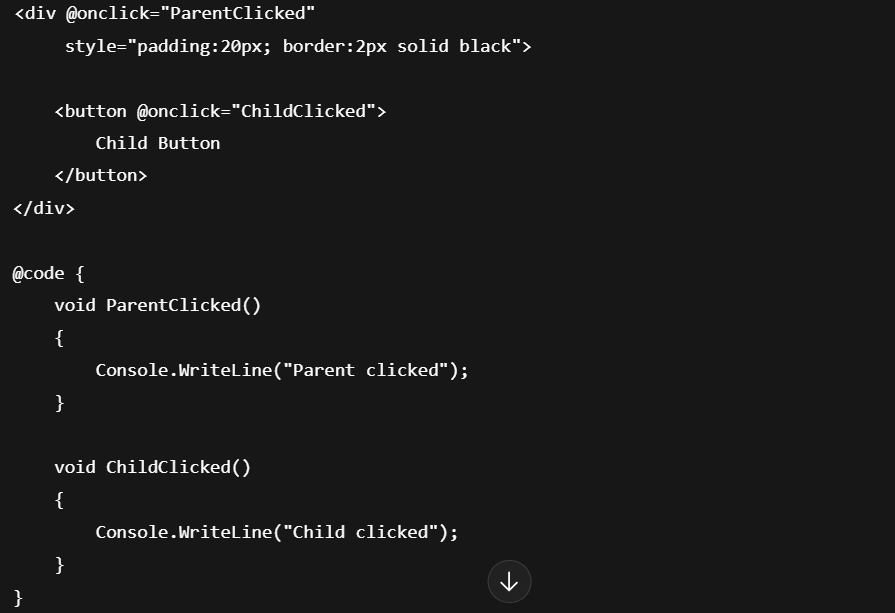 <div @onclick="ParentClicked"
     style="padding:20px; border:2px solid black">

    <button @onclick="ChildClicked">
        Child Button
    </button>
</div>

@code {
    void ParentClicked()
    {
        Console.WriteLine("Parent clicked");
    }

    void ChildClicked()
    {
        Console.WriteLine("Child clicked");
    }
}